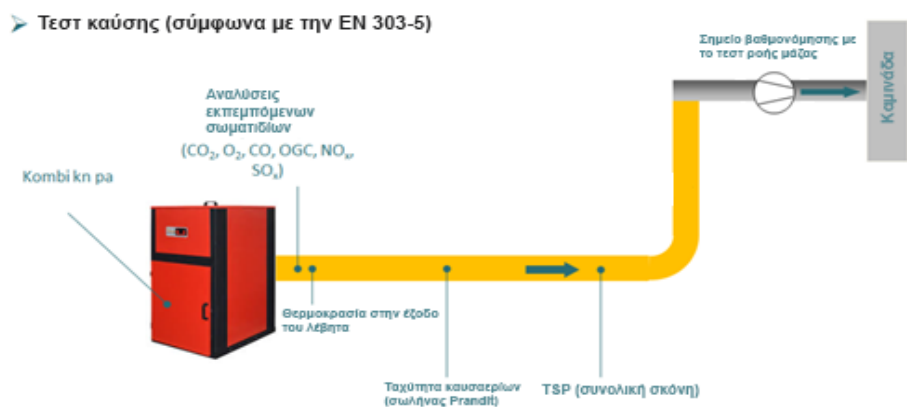 ➢ Τεστ καύσης (σύμφωνα με την EN 303-5)
Σημείο βαθμονόμησης με
το τεστ ροής μάζας
Καμινάδα
Αναλύσεις
εκπεμπόμενων
σωματιδίων
(CO₂, O₂, CO, OGC, NOₓ,
SOₓ)
Kombi kn pa
Θερμοκρασία στην έξοδο
του λέβητα
Ταχύτητα καυσαερίων
(σωλήνας Prandtl)
TSP (συνολική σκόνη)